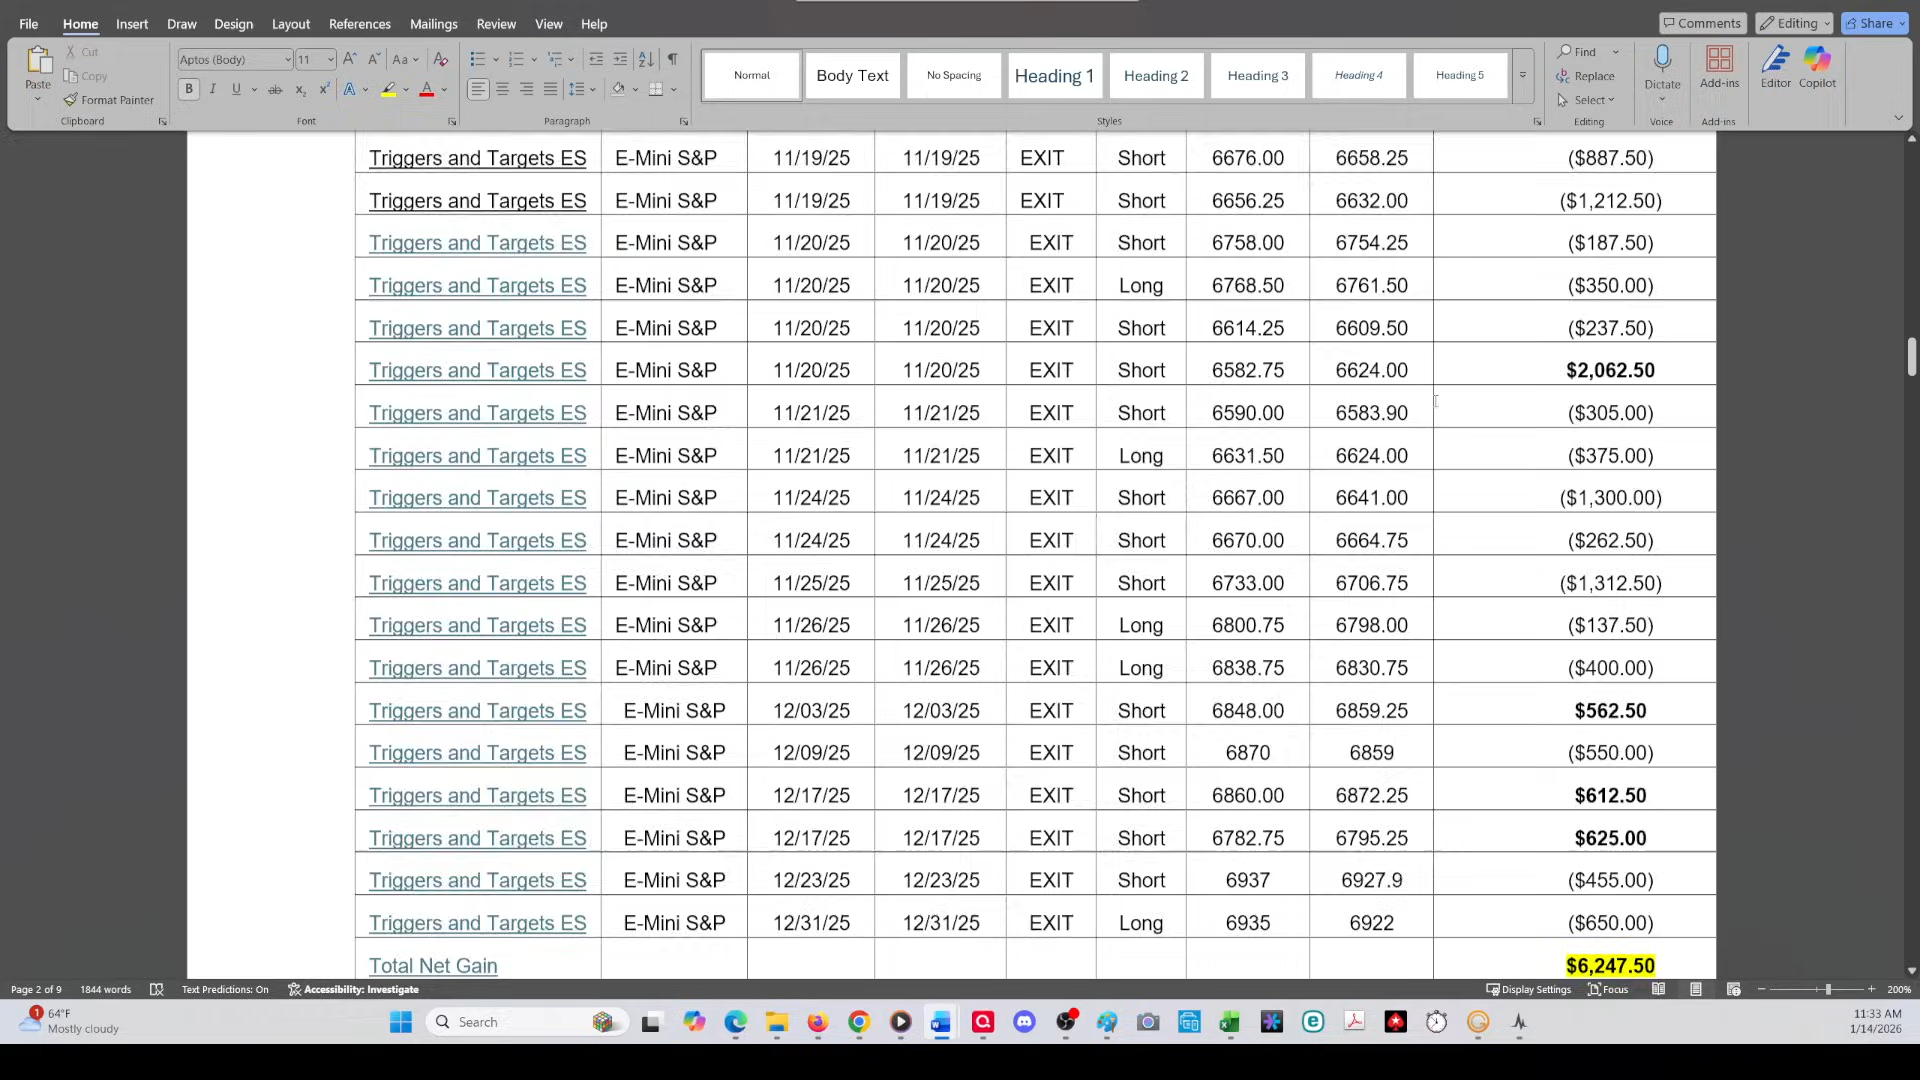 File Home Insert Draw Design Layout References Mailings Review View Help Comments Editing Share
Paste Cut Copy Format Painter Clipboard
Aptos (Body) 11 Font
Paragraph
Normal Body Text No Spacing Heading 1 Heading 2 Heading 3 Heading 4 Heading 5 Styles
Find Replace Select Editing
Dictate Voice
Add-ins Add-ins
Editor Copilot
Triggers and Targets ES E-Mini S&P 11/19/25 11/19/25 EXIT Short 6676.00 6658.25 ($887.50)
Triggers and Targets ES E-Mini S&P 11/19/25 11/19/25 EXIT Short 6656.25 6632.00 ($1,212.50)
Triggers and Targets ES E-Mini S&P 11/20/25 11/20/25 EXIT Short 6758.00 6754.25 ($187.50)
Triggers and Targets ES E-Mini S&P 11/20/25 11/20/25 EXIT Long 6768.50 6761.50 ($350.00)
Triggers and Targets ES E-Mini S&P 11/20/25 11/20/25 EXIT Short 6614.25 6609.50 ($237.50)
Triggers and Targets ES E-Mini S&P 11/20/25 11/20/25 EXIT Short 6582.75 6624.00 $2,062.50
Triggers and Targets ES E-Mini S&P 11/21/25 11/21/25 EXIT Short 6590.00 6583.90 ($305.00)
Triggers and Targets ES E-Mini S&P 11/21/25 11/21/25 EXIT Long 6631.50 6624.00 ($375.00)
Triggers and Targets ES E-Mini S&P 11/24/25 11/24/25 EXIT Short 6667.00 6641.00 ($1,300.00)
Triggers and Targets ES E-Mini S&P 11/24/25 11/24/25 EXIT Short 6670.00 6664.75 ($262.50)
Triggers and Targets ES E-Mini S&P 11/25/25 11/25/25 EXIT Short 6733.00 6706.75 ($1,312.50)
Triggers and Targets ES E-Mini S&P 11/26/25 11/26/25 EXIT Long 6800.75 6798.00 ($137.50)
Triggers and Targets ES E-Mini S&P 11/26/25 11/26/25 EXIT Long 6838.75 6830.75 ($400.00)
Triggers and Targets ES E-Mini S&P 12/03/25 12/03/25 EXIT Short 6848.00 6859.25 $562.50
Triggers and Targets ES E-Mini S&P 12/09/25 12/09/25 EXIT Short 6870 6859 ($550.00)
Triggers and Targets ES E-Mini S&P 12/17/25 12/17/25 EXIT Short 6860.00 6872.25 $612.50
Triggers and Targets ES E-Mini S&P 12/17/25 12/17/25 EXIT Short 6782.75 6795.25 $625.00
Triggers and Targets ES E-Mini S&P 12/23/25 12/23/25 EXIT Short 6937 6927.9 ($455.00)
Triggers and Targets ES E-Mini S&P 12/31/25 12/31/25 EXIT Long 6935 6922 ($650.00)
Total Net Gain $6,247.50
Page 2 of 9 1844 words Text Predictions: On Accessibility: Investigate Display Settings Focus 200%
1 64°F
Mostly cloudy
Search
11:33 AM
1/14/2026